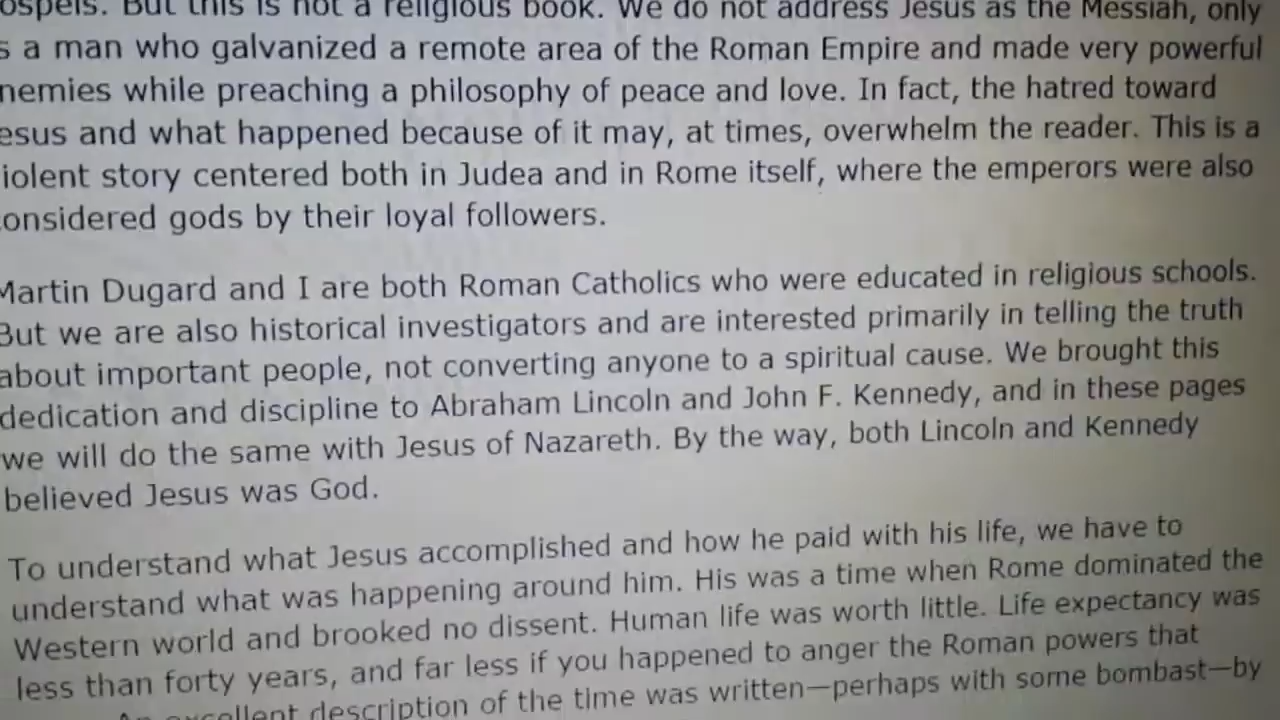 ospels. But this is not a religious book. We do not address Jesus as the Messiah, only
s a man who galvanized a remote area of the Roman Empire and made very powerful
nemies while preaching a philosophy of peace and love. In fact, the hatred toward
esus and what happened because of it may, at times, overwhelm the reader. This is a
iolent story centered both in Judea and in Rome itself, where the emperors were also
onsidered gods by their loyal followers.
Martin Dugard and I are both Roman Catholics who were educated in religious schools.
But we are also historical investigators and are interested primarily in telling the truth
about important people, not converting anyone to a spiritual cause. We brought this
dedication and discipline to Abraham Lincoln and John F. Kennedy, and in these pages
we will do the same with Jesus of Nazareth. By the way, both Lincoln and Kennedy
believed Jesus was God.
To understand what Jesus accomplished and how he paid with his life, we have to
understand what was happening around him. His was a time when Rome dominated the
Western world and brooked no dissent. Human life was worth little. Life expectancy was
less than forty years, and far less if you happened to anger the Roman powers that
An excellent description of the time was written—perhaps with some bombast—by